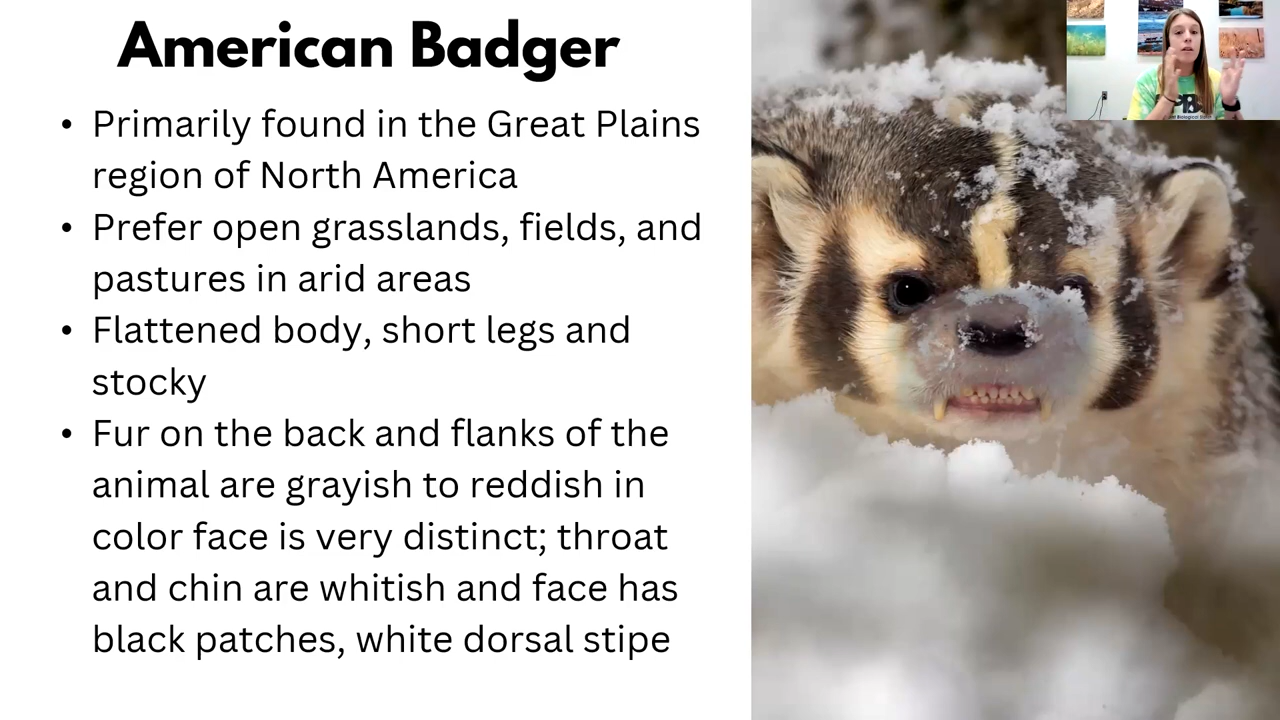 American Badger
• Primarily found in the Great Plains
region of North America
• Prefer open grasslands, fields, and
pastures in arid areas
• Flattened body, short legs and
stocky
• Fur on the back and flanks of the
animal are grayish to reddish in
color face is very distinct; throat
and chin are whitish and face has
black patches, white dorsal stipe